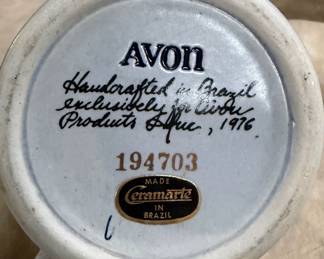 AVON
Handcrafted in Brazil
exclusively for Avon
Products Inc., 1976
194703
MADE
Ceramarte
IN
BRAZIL